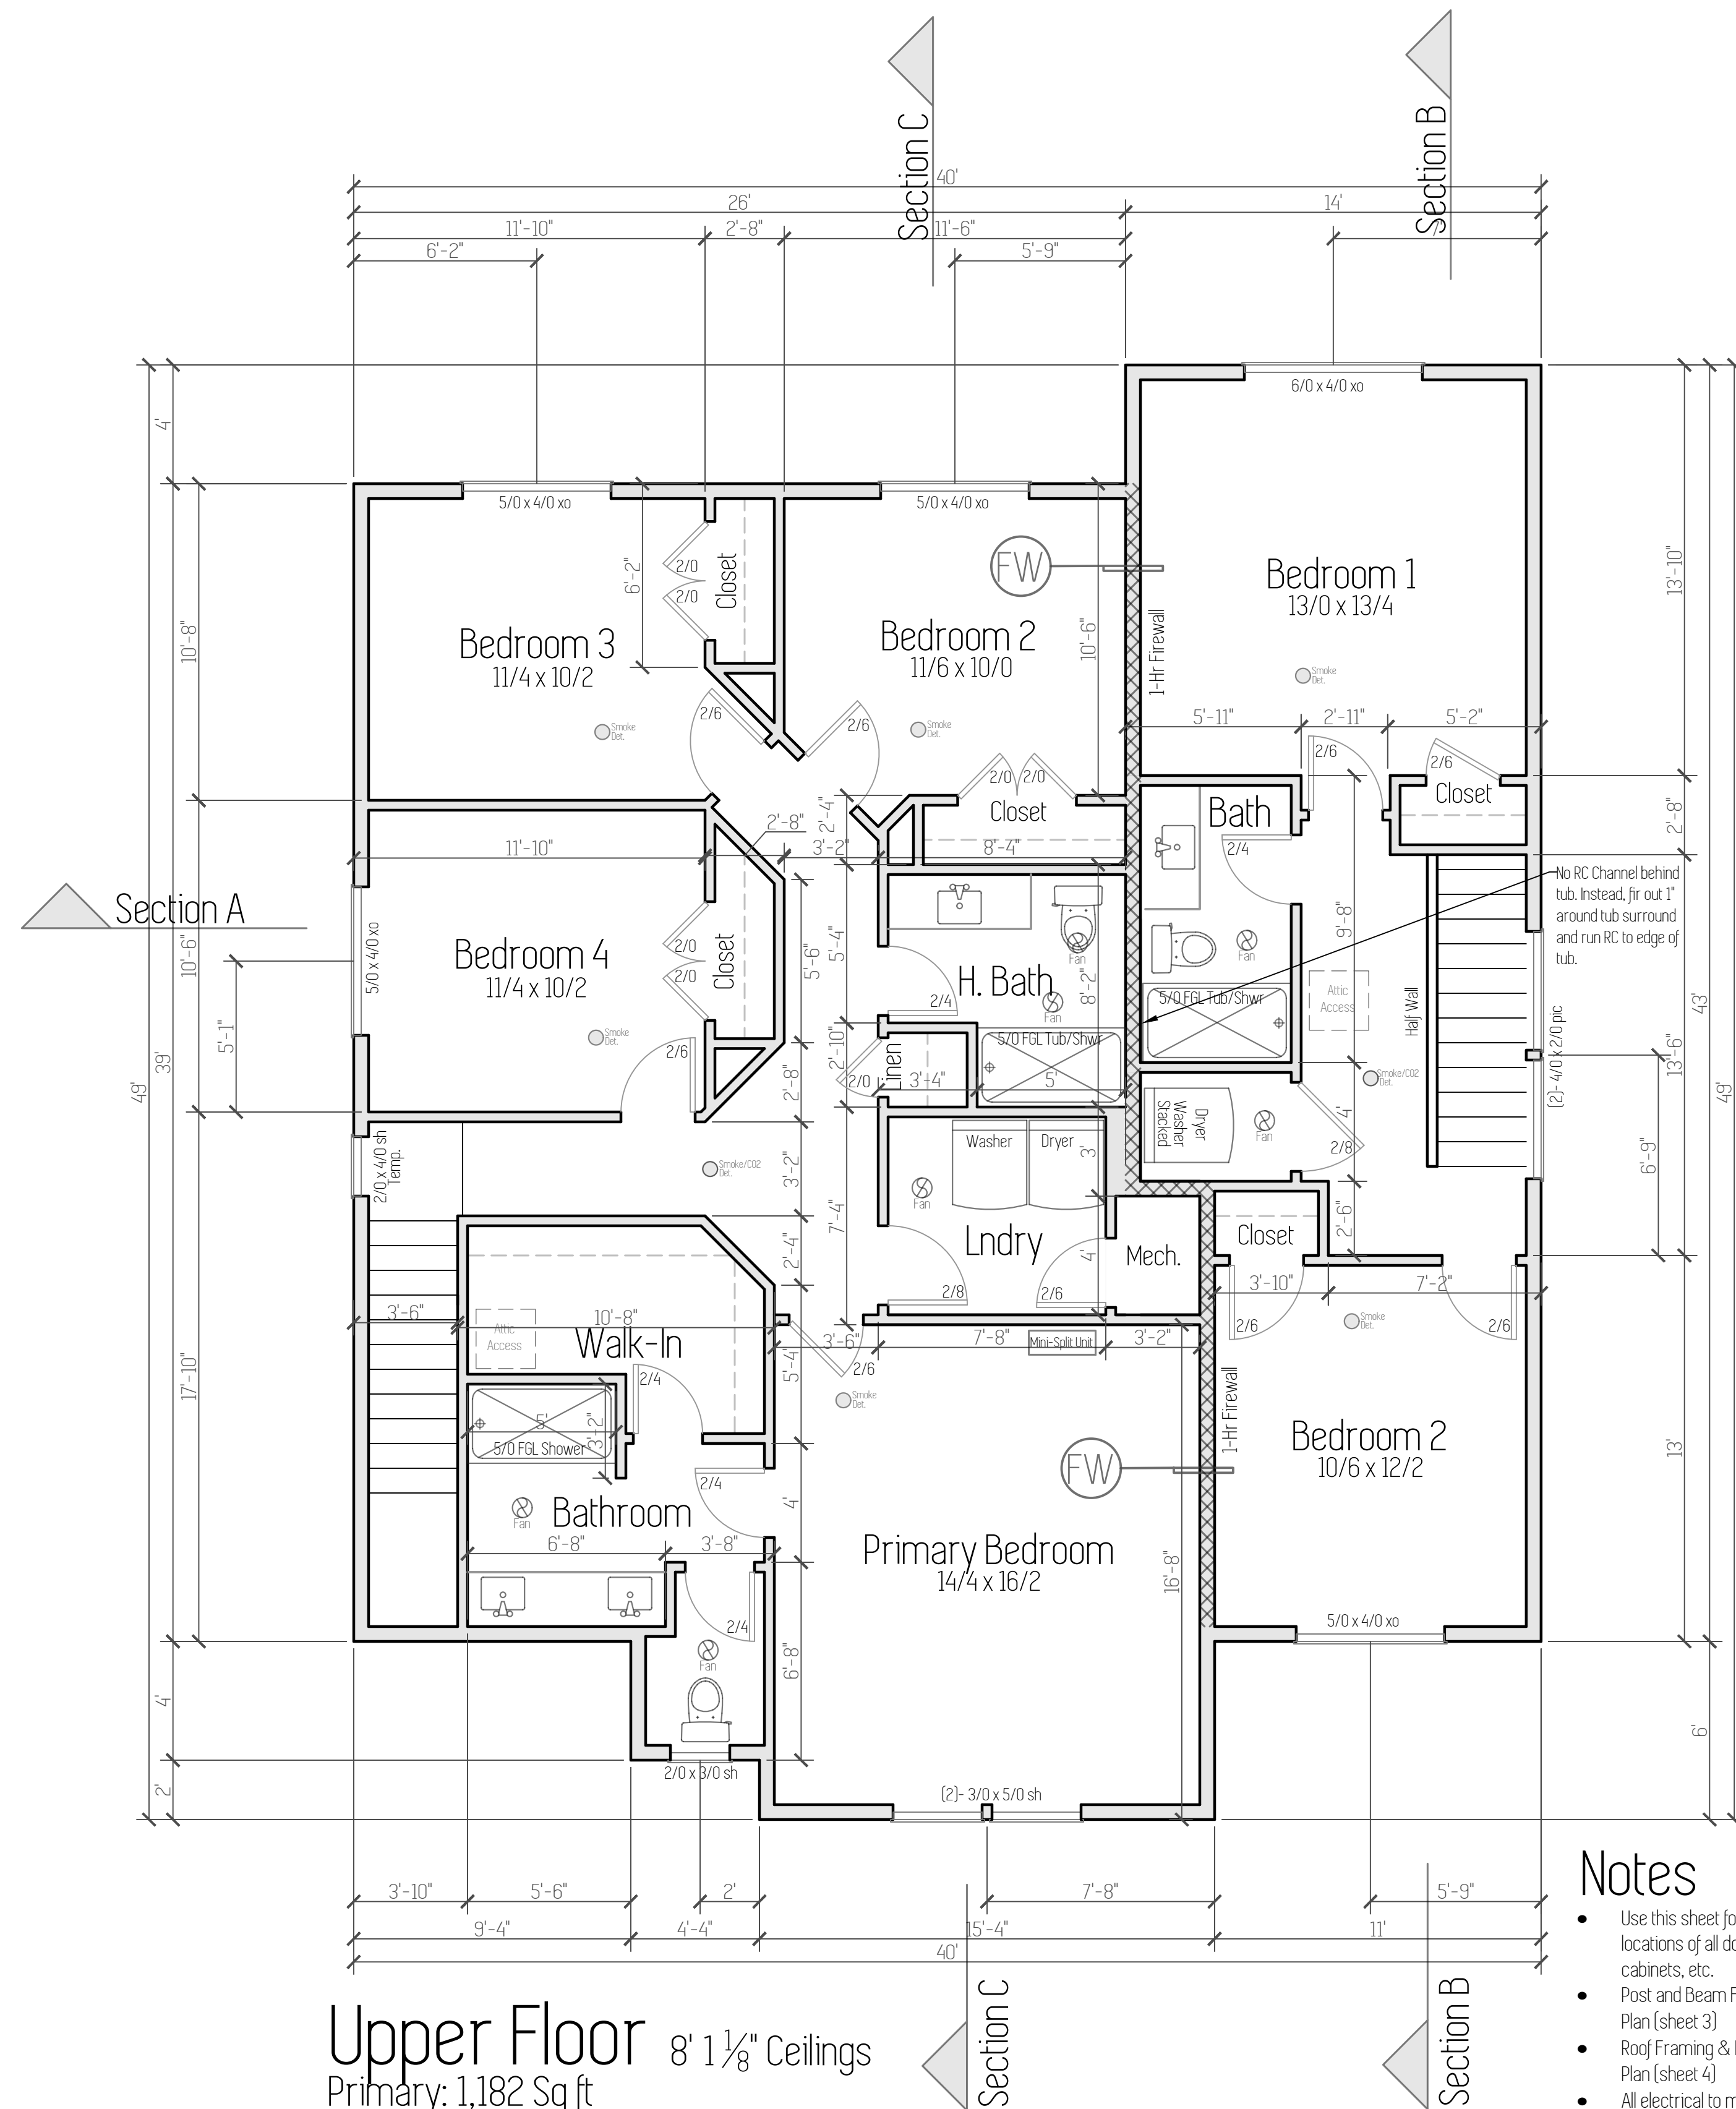 Section C
Section B
40'
26'
14'
11'-10"
2'-8"
11'-6"
6'-2"
5'-9"
6/0 x 4/0 xo
4'
5/0 x 4/0 xo
5/0 x 4/0 xo
FW
Bedroom 1
13/0 x 13/4
13'-10"
6'-2"
2/0
2/0
Closet
Bedroom 3
11/4 x 10/2
Bedroom 2
11/6 x 10/0
10'-6"
1-Hr Firewall
10'-8"
Smoke
Det.
Smoke
Det.
Smoke
Det.
2/6
2/6
5'-11"
2'-11"
5'-2"
2/6
2/6
2/0
2/0
Closet
Bath
Closet
2'-8"
2'-4"
2'-8"
11'-10"
3'-2"
8'-4"
2/4
No RC Channel behind
tub. Instead, fir out 1"
around tub surround
and run RC to edge of
tub.
Section A
10'-6"
5/0 x 4/0 xo
Bedroom 4
11/4 x 10/2
2/0
2/0
Closet
5'-6"
5'-4"
9'-8"
Fan
Fan
H. Bath
8'-2"
2/4
Fan
5/0 FGL Tub/Shwr
Attic
Access
Half Wall
(2)- 4/0 x 2/0 pic
43'
13'-6"
5'-1"
39'
49'
49'
Smoke
Det.
2/6
2'-10"
2/0
Linen
5/0 FGL Tub/Shwr
3'-4"
5'
2'-8"
Smoke/CO2
Det.
Washer
Dryer
Stacked
Fan
4'
2/8
6'-9"
2/0 x 4/0 sh
Temp.
Smoke/CO2
Det.
3'-2"
Washer
Dryer
3'
Fan
7'-4"
2'-4"
Lndry
4'
Mech.
Closet
2'-6"
2/8
2/6
3'-10"
7'-2"
2/6
2/6
Smoke
Det.
3'-6"
10'-8"
Attic
Access
Walk-In
3'-6"
7'-8"
Mini-Split Unit
3'-2"
2/6
5'-4"
2/4
Smoke
Det.
17'-10"
5'
5/0 FGL Shower
3'-2"
1-Hr Firewall
Bedroom 2
10/6 x 12/2
13'
FW
2/4
4'
Fan
Bathroom
6'-8"
3'-8"
Primary Bedroom
14/4 x 16/2
16'-8"
2/4
Fan
6'-8"
5/0 x 4/0 xo
4'
6'
2/0 x 3/0 sh
2'
(2)- 3/0 x 5/0 sh
3'-10"
5'-6"
2'
7'-8"
5'-9"
9'-4"
4'-4"
15'-4"
11'
40'
Notes
• Use this sheet fo
locations of all do
cabinets, etc.
• Post and Beam F
Plan (sheet 3)
• Roof Framing &
Plan (sheet 4)
• All electrical to m
Section C
Section B
Upper Floor 8' 1 1/8" Ceilings
Primary: 1,182 Sq ft